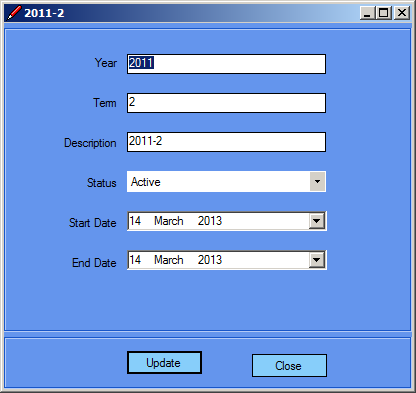 2011-2
Year 2011
Term 2
Description 2011-2
Status Active
Start Date 14 March 2013
End Date 14 March 2013
Update Close